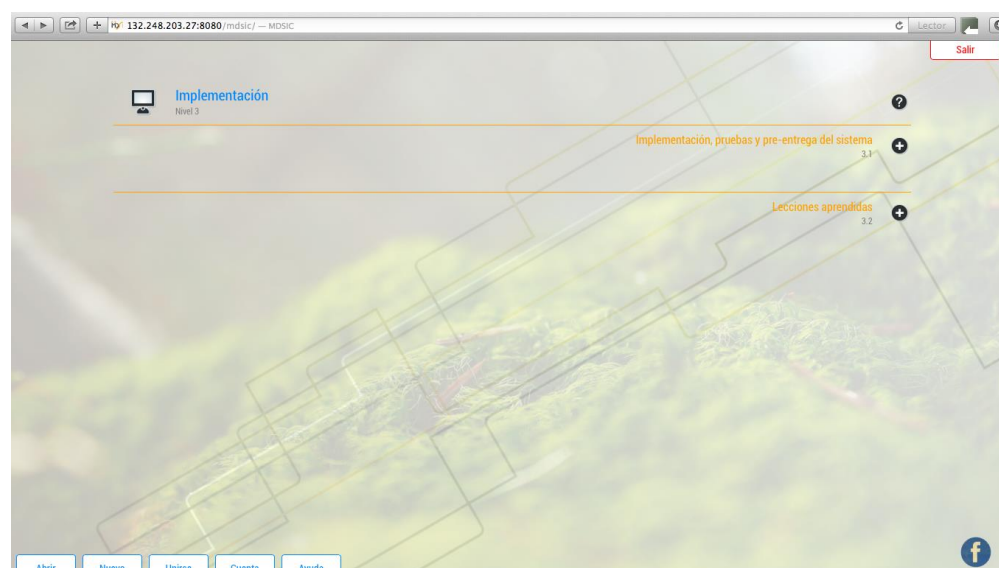 132.248.203.27:8080/mdsic/ — MDSIC
Lector
Salir
Implementación
Nivel 3
?
Implementación, pruebas y pre-entrega del sistema
3.1
Lecciones aprendidas
3.2
Abrir Nuevo Unirse Cuenta Ayuda
f